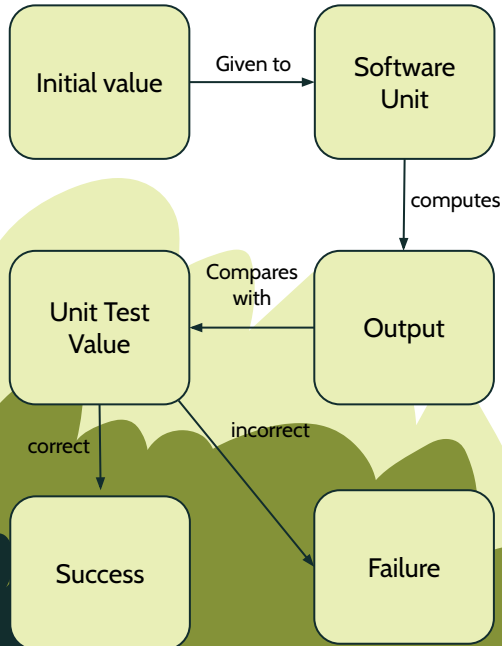 Initial value
Given to
Software
Unit
computes
Unit Test
Value
Compares
with
Output
correct
incorrect
Success
Failure